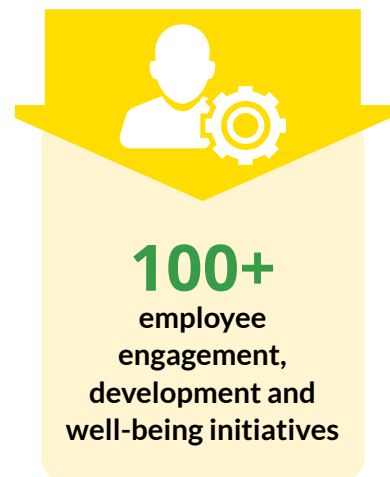 100+
employee
engagement,
development and
well-being initiatives